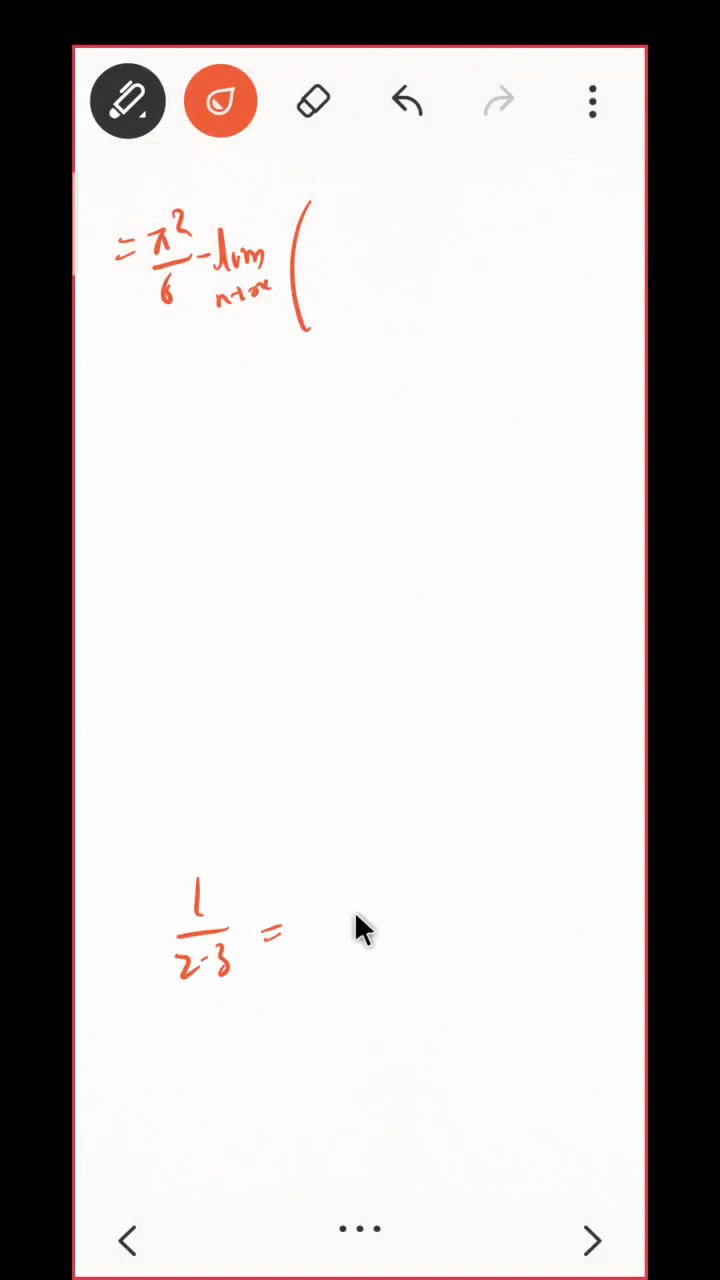 = π²/6 - lim n→∞ (
1/2·3 =